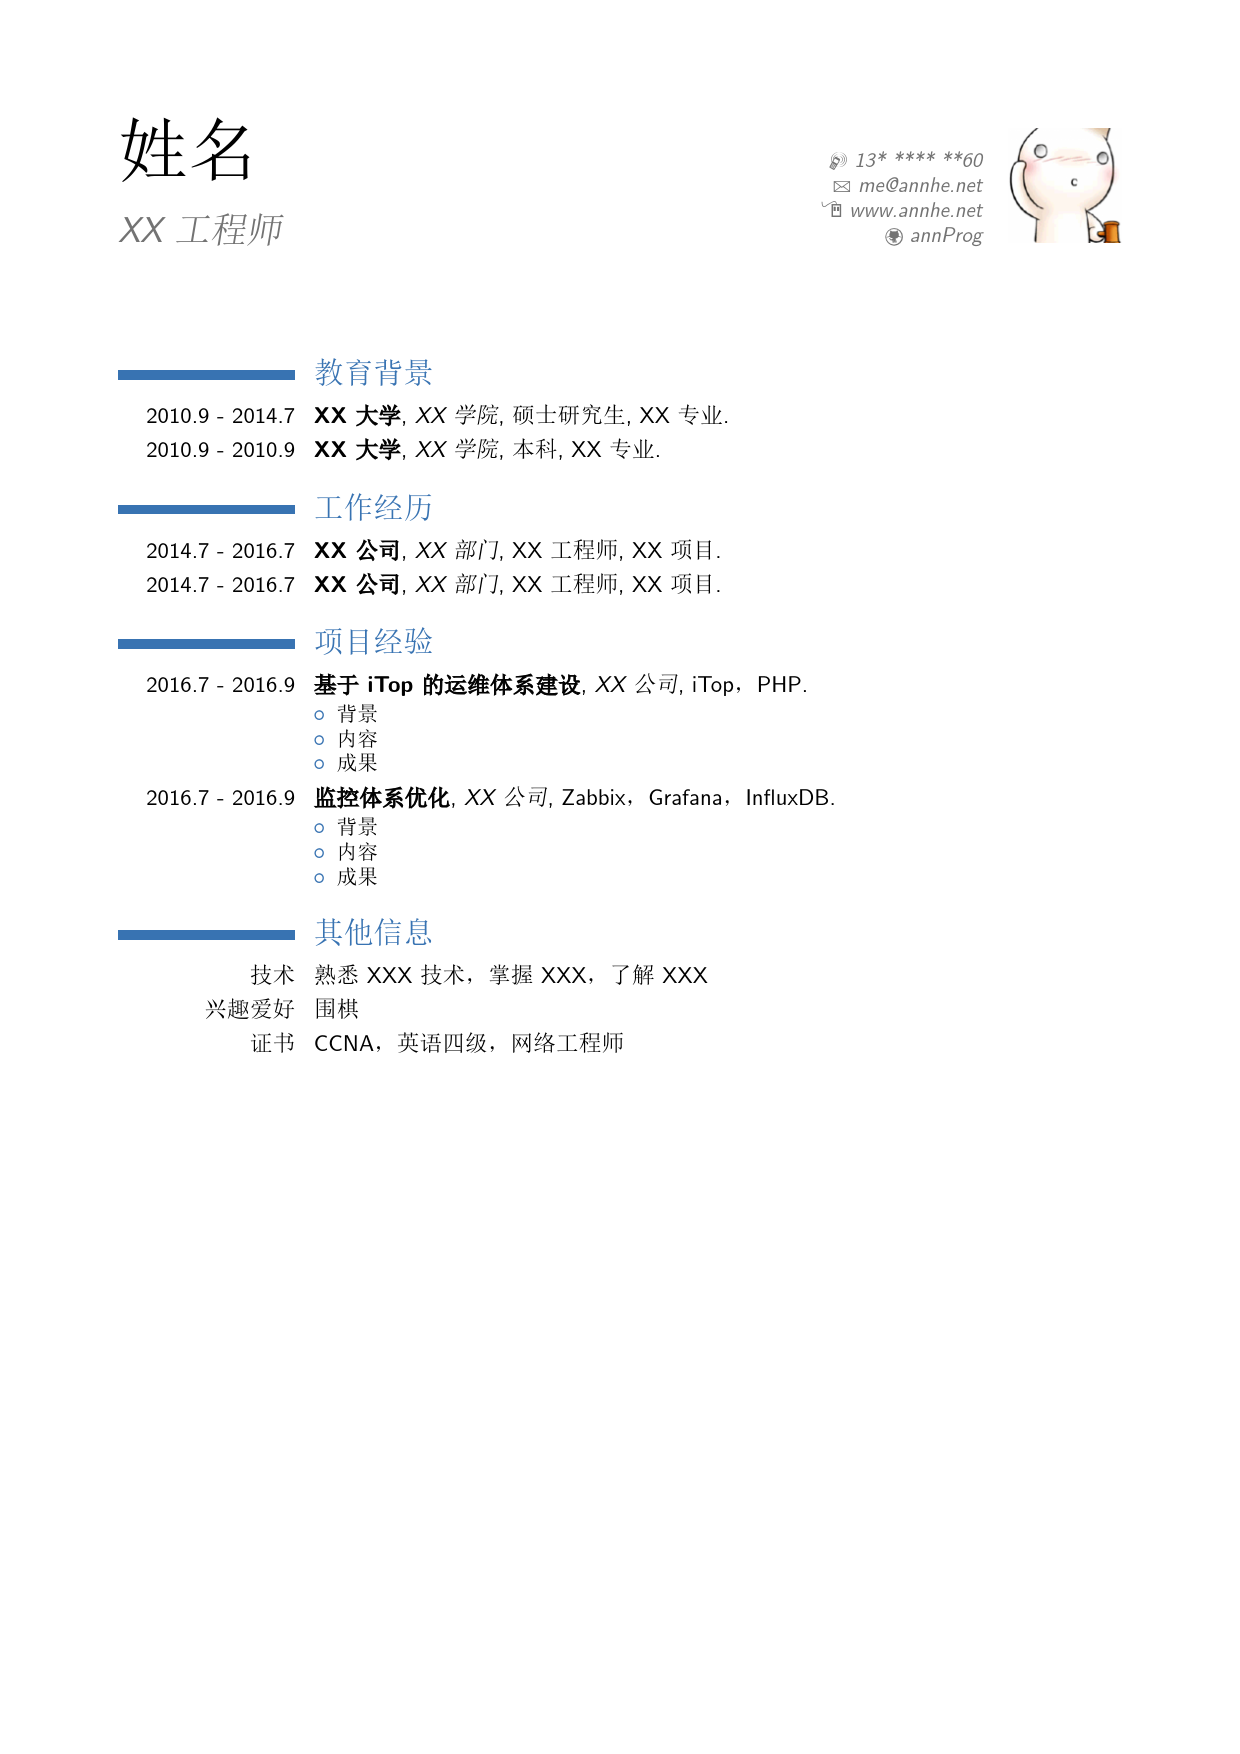 姓名
XX 工程师
13* **** **60
me@annhe.net
www.annhe.net
annProg
教育背景
2010.9 - 2014.7 XX 大学, XX 学院, 硕士研究生, XX 专业.
2010.9 - 2010.9 XX 大学, XX 学院, 本科, XX 专业.
工作经历
2014.7 - 2016.7 XX 公司, XX 部门, XX 工程师, XX 项目.
2014.7 - 2016.7 XX 公司, XX 部门, XX 工程师, XX 项目.
项目经验
2016.7 - 2016.9 基于 iTop 的运维体系建设, XX 公司, iTop，PHP.
背景
内容
成果
2016.7 - 2016.9 监控体系优化, XX 公司, Zabbix，Grafana，InfluxDB.
背景
内容
成果
其他信息
技术 熟悉 XXX 技术，掌握 XXX，了解 XXX
兴趣爱好 围棋
证书 CCNA，英语四级，网络工程师